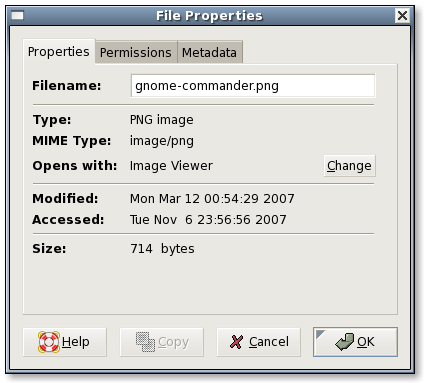 File Properties
Properties Permissions Metadata
Filename: gnome-commander.png
Type: PNG image
MIME Type: image/png
Opens with: Image Viewer Change
Modified: Mon Mar 12 00:54:29 2007
Accessed: Tue Nov  6 23:56:56 2007
Size: 714  bytes
Help Copy Cancel OK